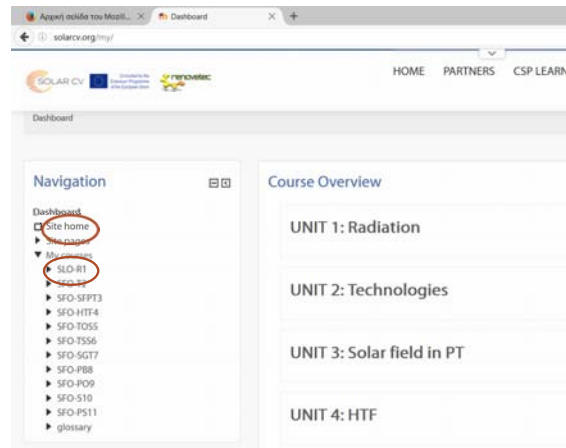 Αρχική σελίδα του Mozill...
Dashboard
solarcv.org/my/
HOME PARTNERS CSP LEARN
SOLAR CV
renovetec
Dashboard
Navigation
Dashboard
Site home
Site pages
My courses
SLO-R1
SFO-T2
SFO-SFPT3
SFO-HTF4
SFO-TOS5
SFO-TSS6
SFO-SGT7
SFO-PB8
SFO-PO9
SFO-S10
SFO-PS11
glossary
Course Overview
UNIT 1: Radiation
UNIT 2: Technologies
UNIT 3: Solar field in PT
UNIT 4: HTF